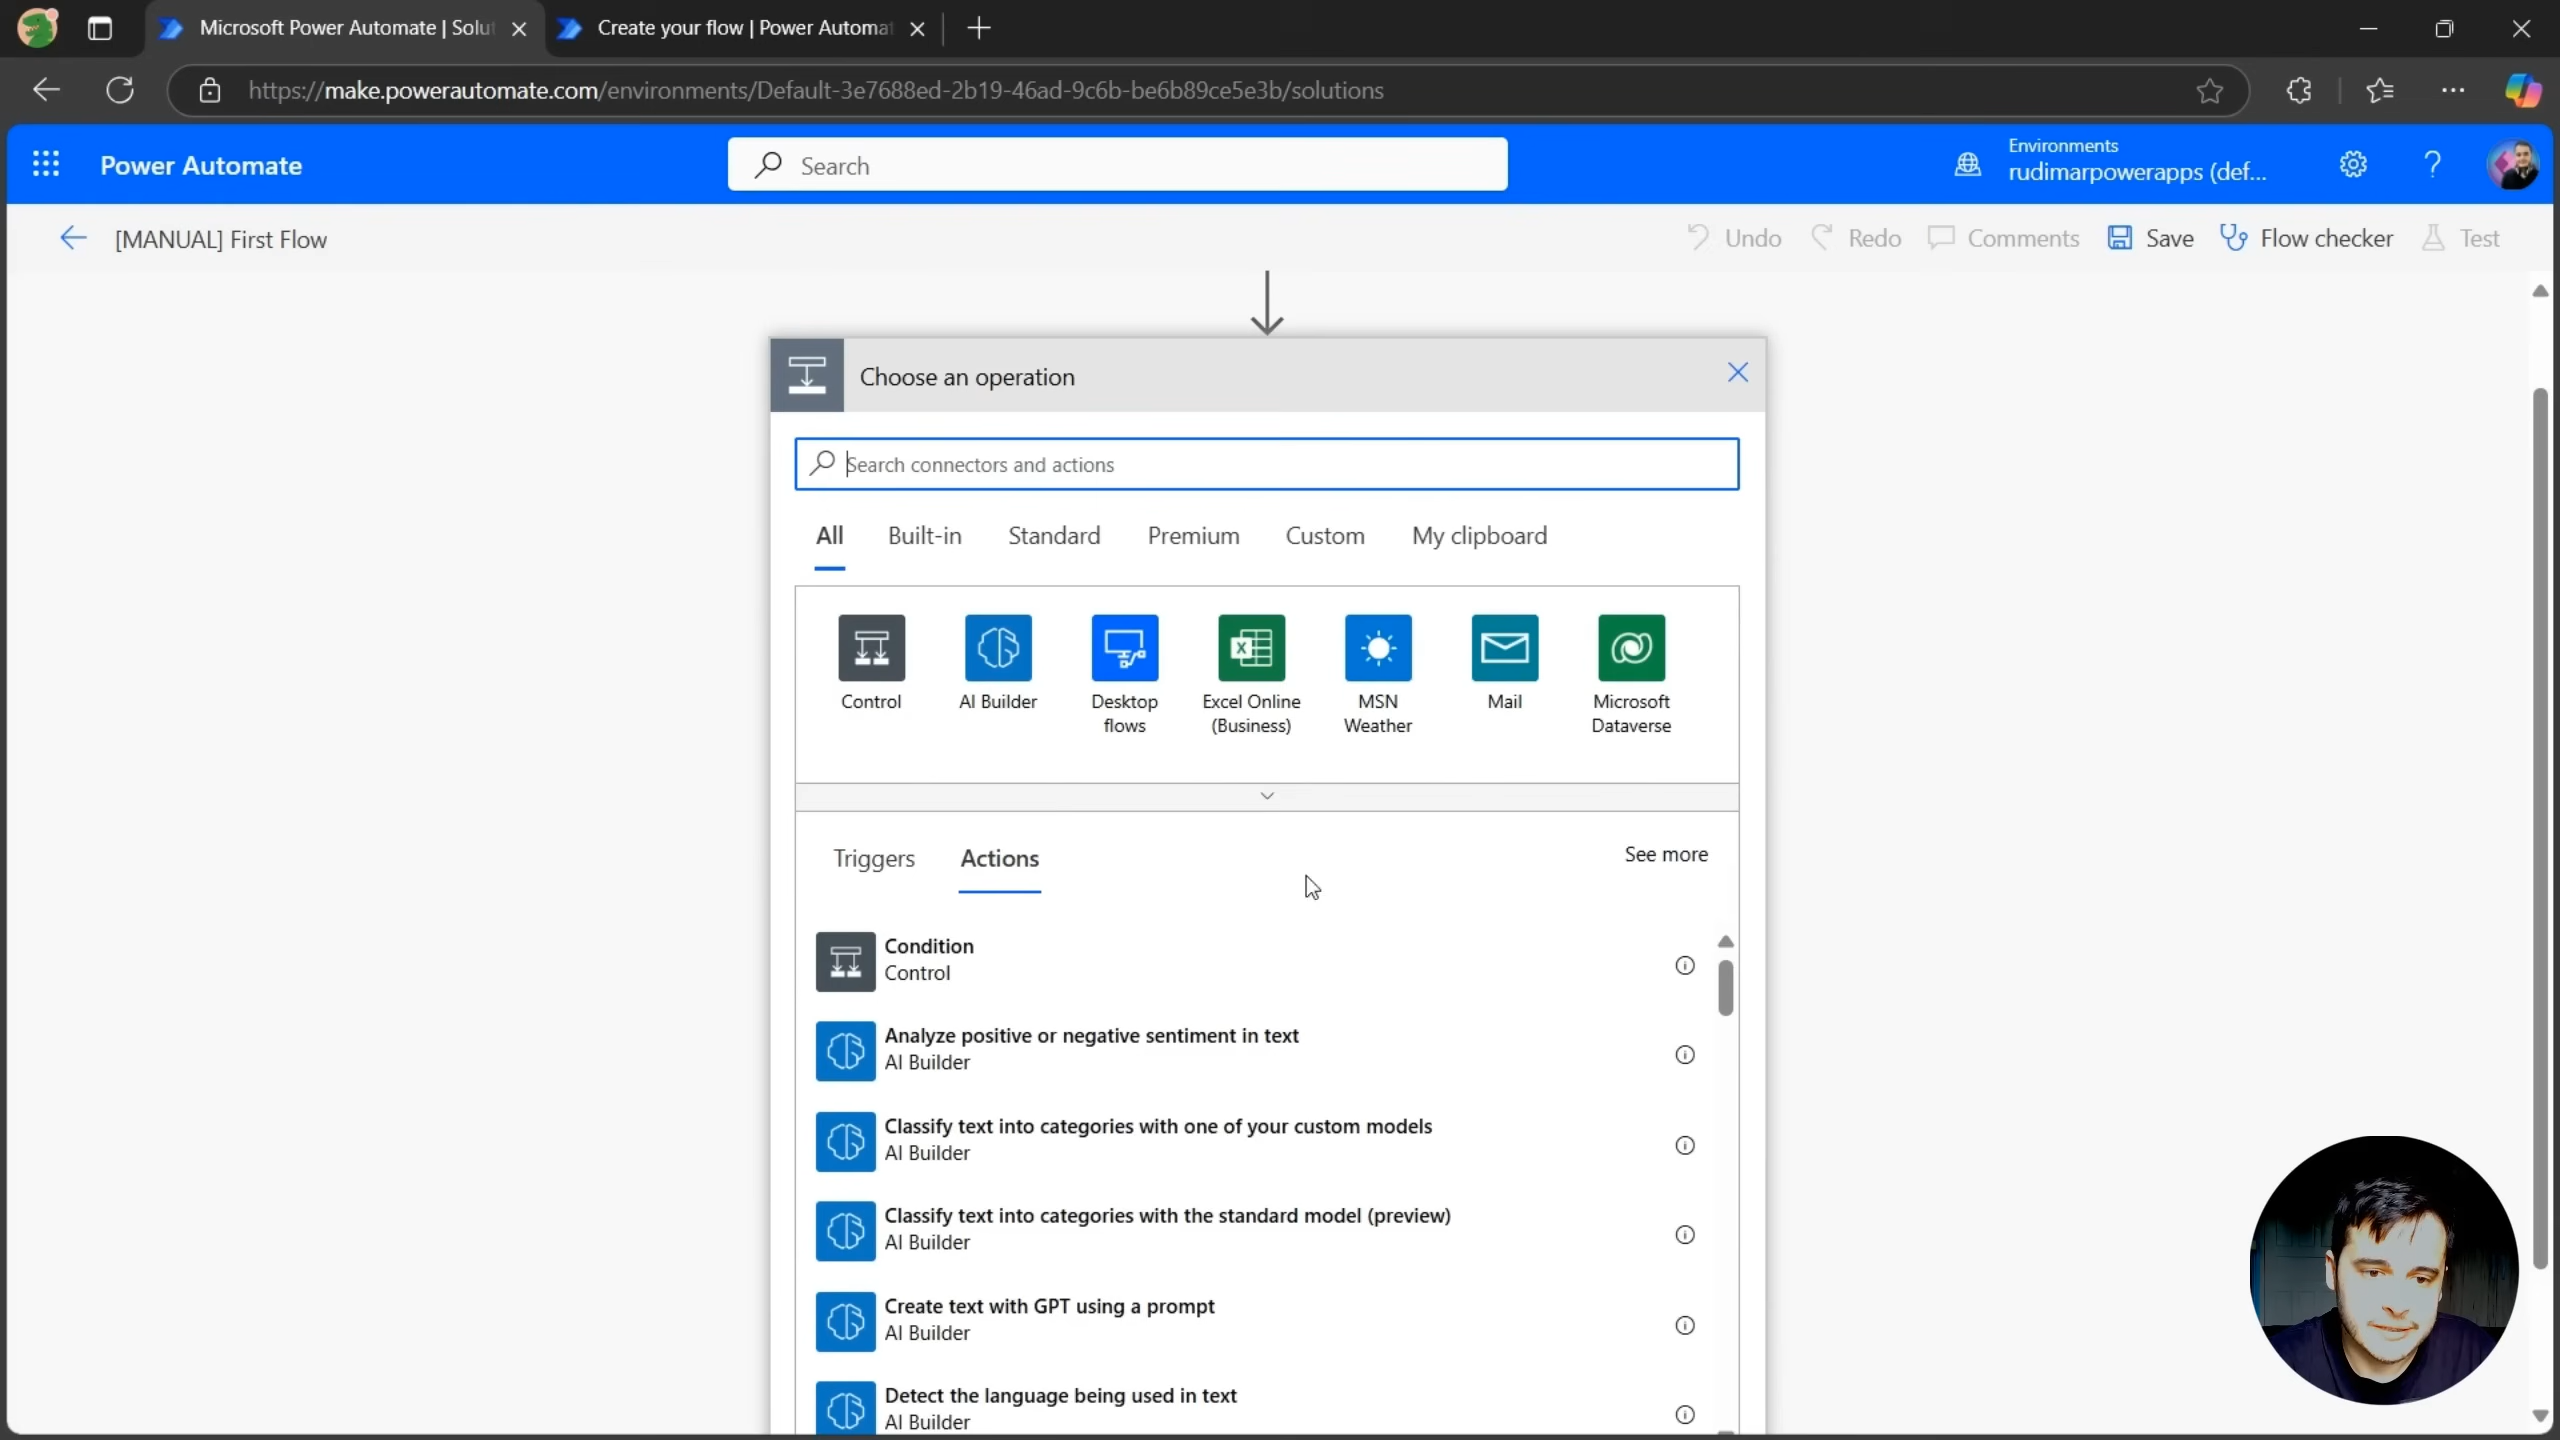 Microsoft Power Automate | Solut
Create your flow | Power Automat
https://make.powerautomate.com/environments/Default-3e7688ed-2b19-46ad-9c6b-be6b89ce5e3b/solutions
Power Automate
Search
Environments
rudimarpowerapps (def...
[MANUAL] First Flow
Undo
Redo
Comments
Save
Flow checker
Test
Choose an operation
Search connectors and actions
All
Built-in
Standard
Premium
Custom
My clipboard
Control
AI Builder
Desktop
flows
Excel Online
(Business)
MSN
Weather
Mail
Microsoft
Dataverse
Triggers
Actions
See more
Condition
Control
Analyze positive or negative sentiment in text
AI Builder
Classify text into categories with one of your custom models
AI Builder
Classify text into categories with the standard model (preview)
AI Builder
Create text with GPT using a prompt
AI Builder
Detect the language being used in text
AI Builder